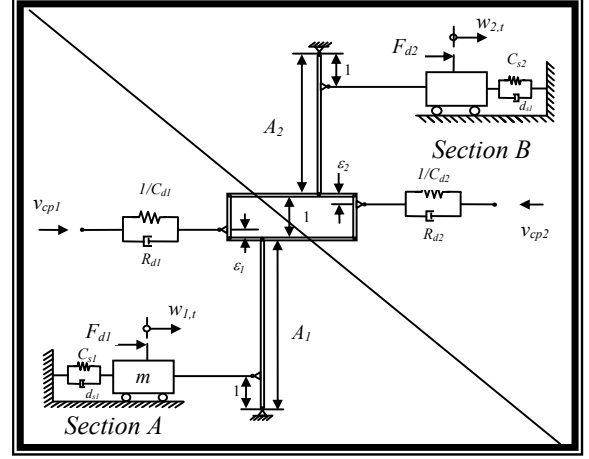 w2,t
Fd2
Cs2
1
ds1
A2
Section B
ε2
1/Cd1
1/Cd2
vcp1
1
Rd1
Rd2
vcp2
ε1
w1,t
Fd1
A1
Cs1
m
ds1
1
Section A